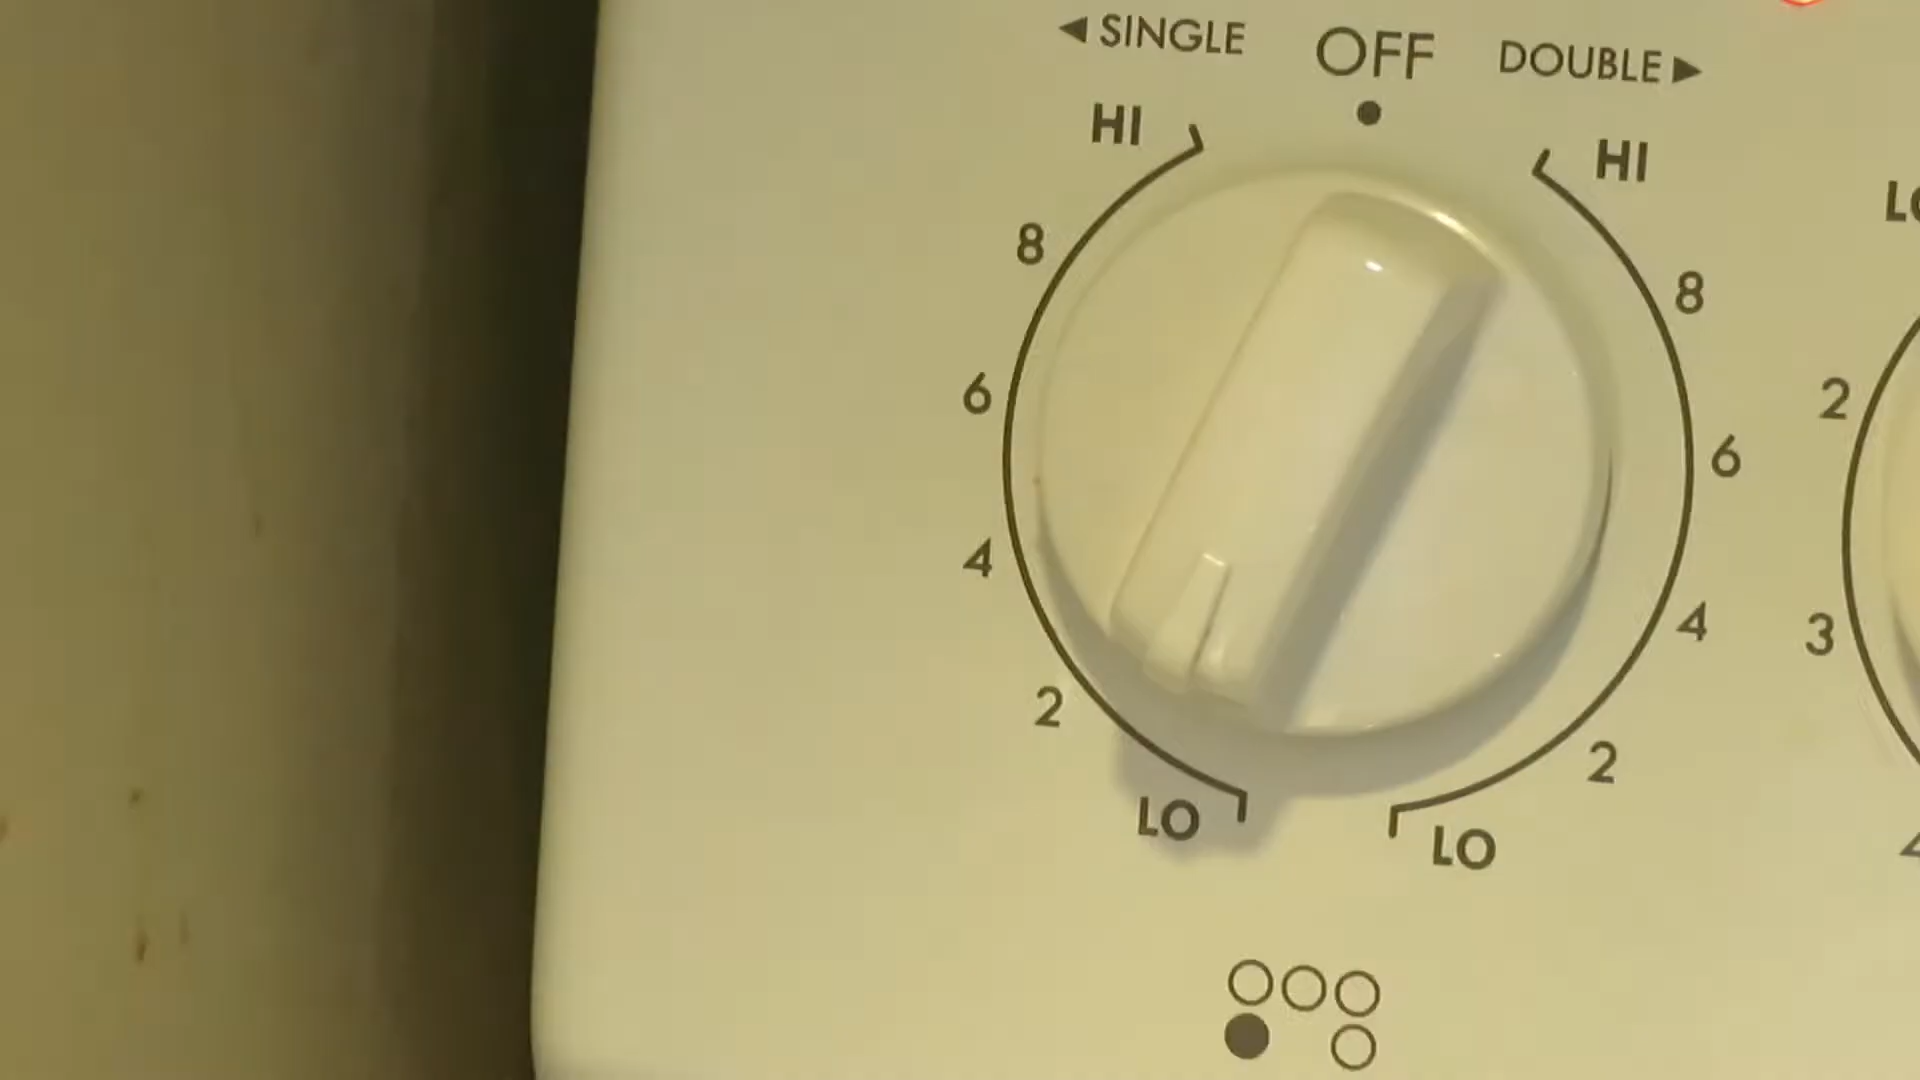 ◀ SINGLE OFF DOUBLE ▶
HI HI
8 8
6 6
4 4
2 2
LO LO
2
3